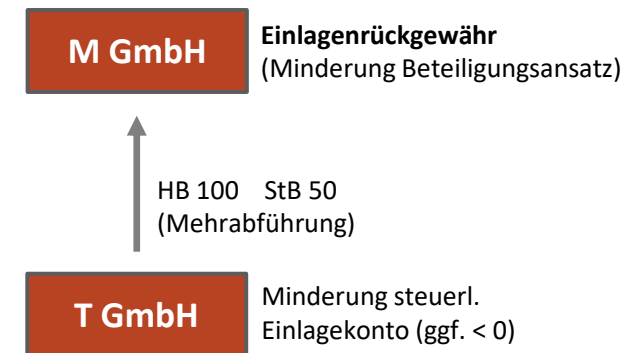 M GmbH
Einlagenrückgewähr
(Minderung Beteiligungsansatz)
HB 100 StB 50
(Mehrabführung)
T GmbH
Minderung steuerl.
Einlagekonto (ggf. < 0)